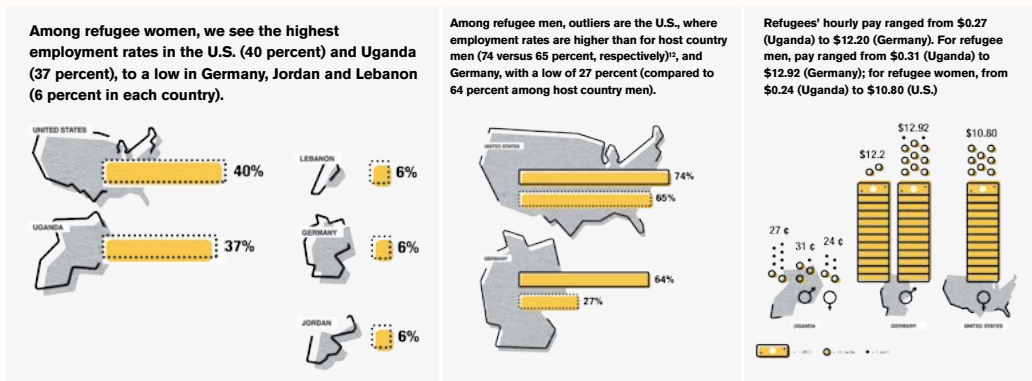 Among refugee women, we see the highest
employment rates in the U.S. (40 percent) and Uganda
(37 percent), to a low in Germany, Jordan and Lebanon
(6 percent in each country).
UNITED STATES
40%
UGANDA
37%
LEBANON
6%
GERMANY
6%
JORDAN
6%
Among refugee men, outliers are the U.S., where
employment rates are higher than for host country
men (74 versus 65 percent, respectively)¹², and
Germany, with a low of 27 percent (compared to
64 percent among host country men).
UNITED STATES
74%
65%
GERMANY
64%
27%
Refugees' hourly pay ranged from $0.27
(Uganda) to $12.20 (Germany). For refugee
men, pay ranged from $0.31 (Uganda) to
$12.92 (Germany); for refugee women, from
$0.24 (Uganda) to $10.80 (U.S.)
27 ¢
31 ¢
24 ¢
$12.2
$12.92
$10.80
UGANDA
GERMANY
UNITED STATES